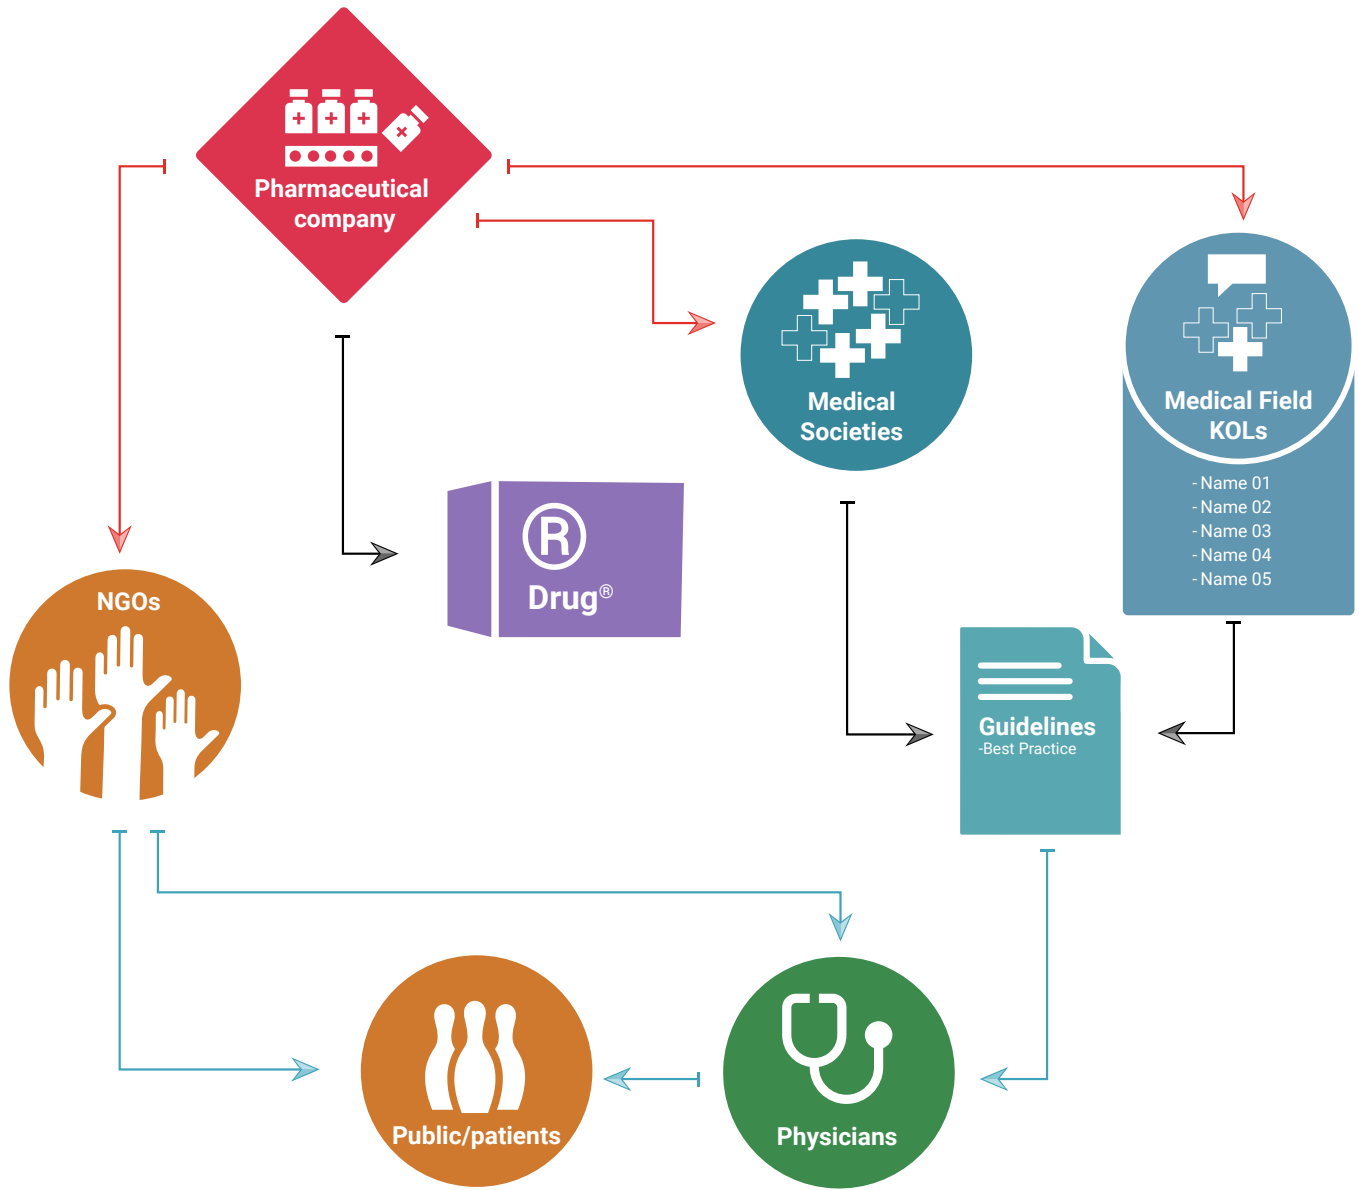 Pharmaceutical
company
Medical
Societies
Medical Field
KOLs
- Name 01
- Name 02
- Name 03
- Name 04
- Name 05
®
Drug®
NGOs
Guidelines
-Best Practice
Public/patients
Physicians